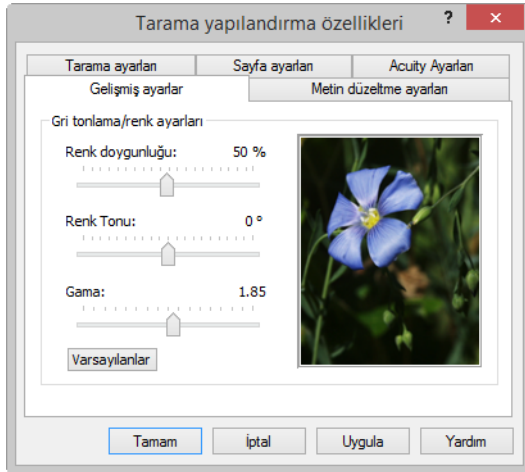 Tarama yapılandırma özellikleri ? ×
Tarama ayarları Sayfa ayarları Acuity Ayarları
Gelişmiş ayarlar Metin düzeltme ayarları
Gri tonlama/renk ayarları
Renk doygunluğu: 50 %
Renk Tonu: 0 °
Gama: 1.85
Varsayılanlar
Tamam İptal Uygula Yardım